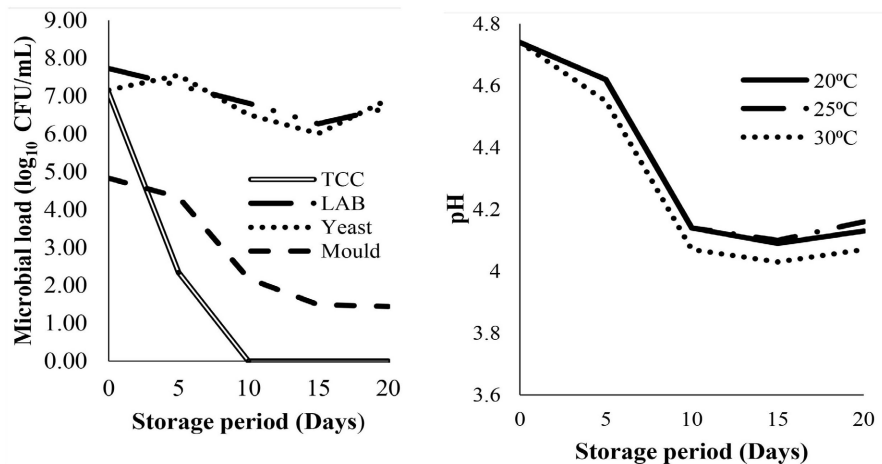 Microbial load (log10 CFU/mL)
9.00
8.00
7.00
6.00
5.00
4.00
3.00
2.00
1.00
0.00
TCC
LAB
Yeast
Mould
0 5 10 15 20
Storage period (Days)
pH
4.8
4.6
4.4
4.2
4
3.8
3.6
20ºC
25ºC
30ºC
0 5 10 15 20
Storage period (Days)